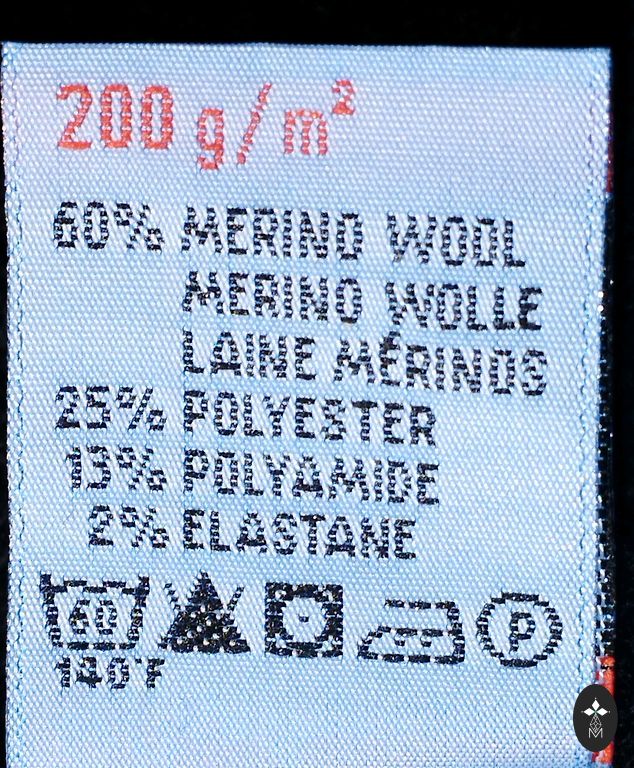 200 g/m²
60% MERINO WOOL
MERINO WOLLE
LAINE MÉRINOS
25% POLYESTER
13% POLYAMIDE
2% ELASTANE
60 P
140°F
M